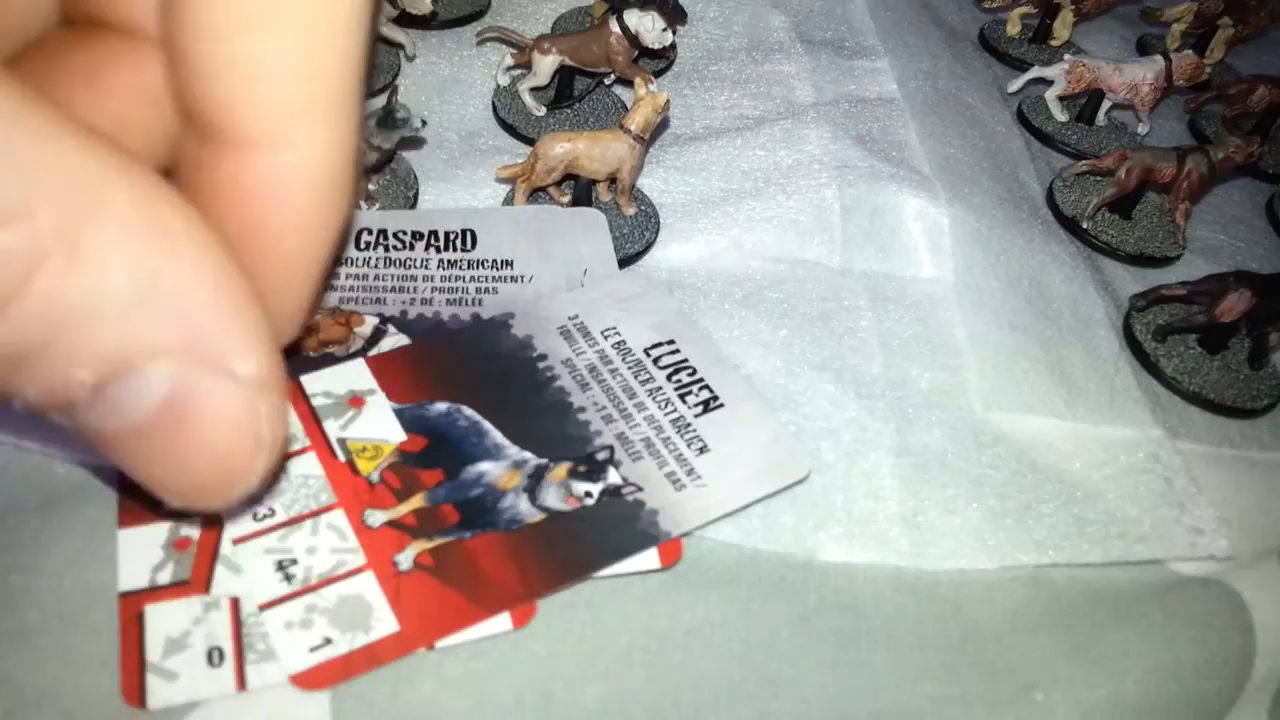 GASPARD
BOULEDOGUE AMÉRICAIN
S PAR ACTION DE DÉPLACEMENT /
INSAISISSABLE / PROFIL BAS
SPÉCIAL : +2 DÉ : MÊLÉE
LUCIEN
LE BOUVIER AUSTRALIEN
3 ZONES PAR ACTION DE DÉPLACEMENT /
FOUILLE / INSAISISSABLE / PROFIL BAS
SPÉCIAL : +1 DÉ : MÊLÉE
3
4+
1
0